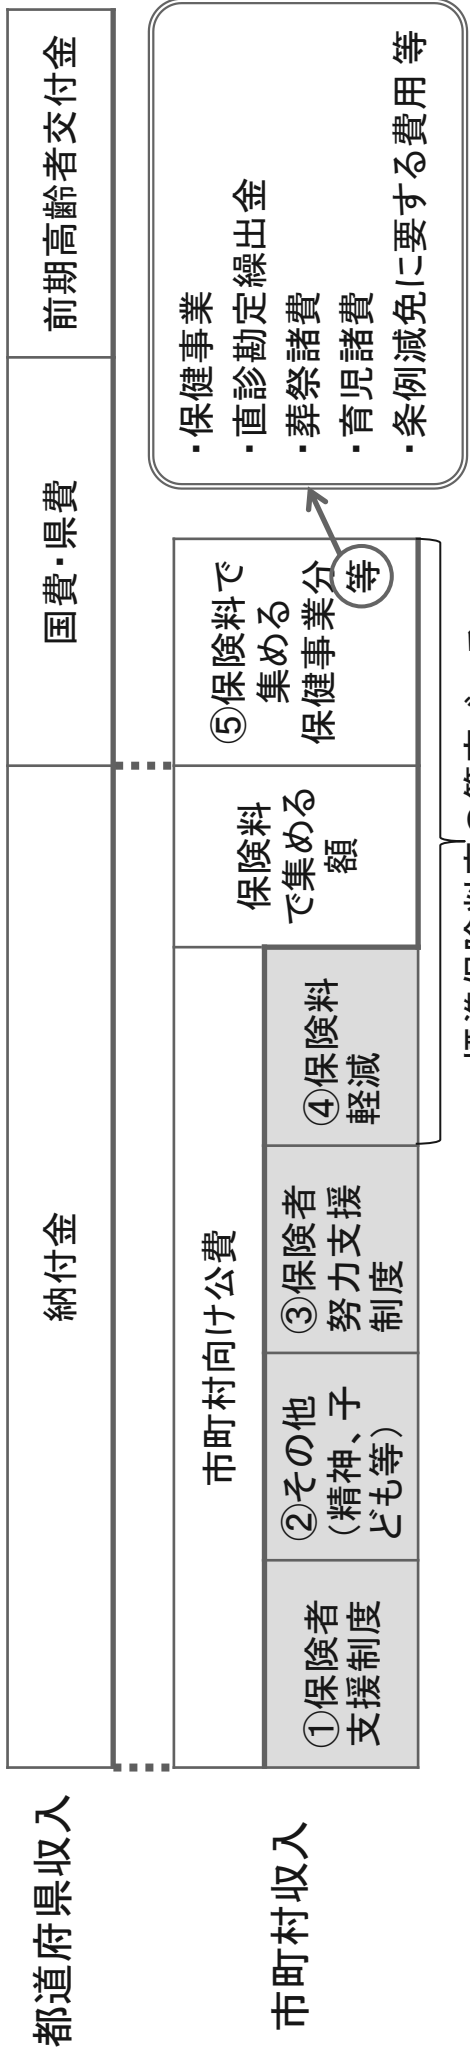 都道府県収入
納付金
国費・県費
前期高齢者交付金
市町村収入
市町村向け公費
①保険者
支援制度
②その他
（精神、子
ども等）
③保険者
努力支援
制度
④保険料
軽減
保険料
で集める
額
⑤保険料で
集める
保健事業分
等
・保健事業
・直診勘定繰出金
・葬祭諸費
・育児諸費
・条例減免に要する費用 等